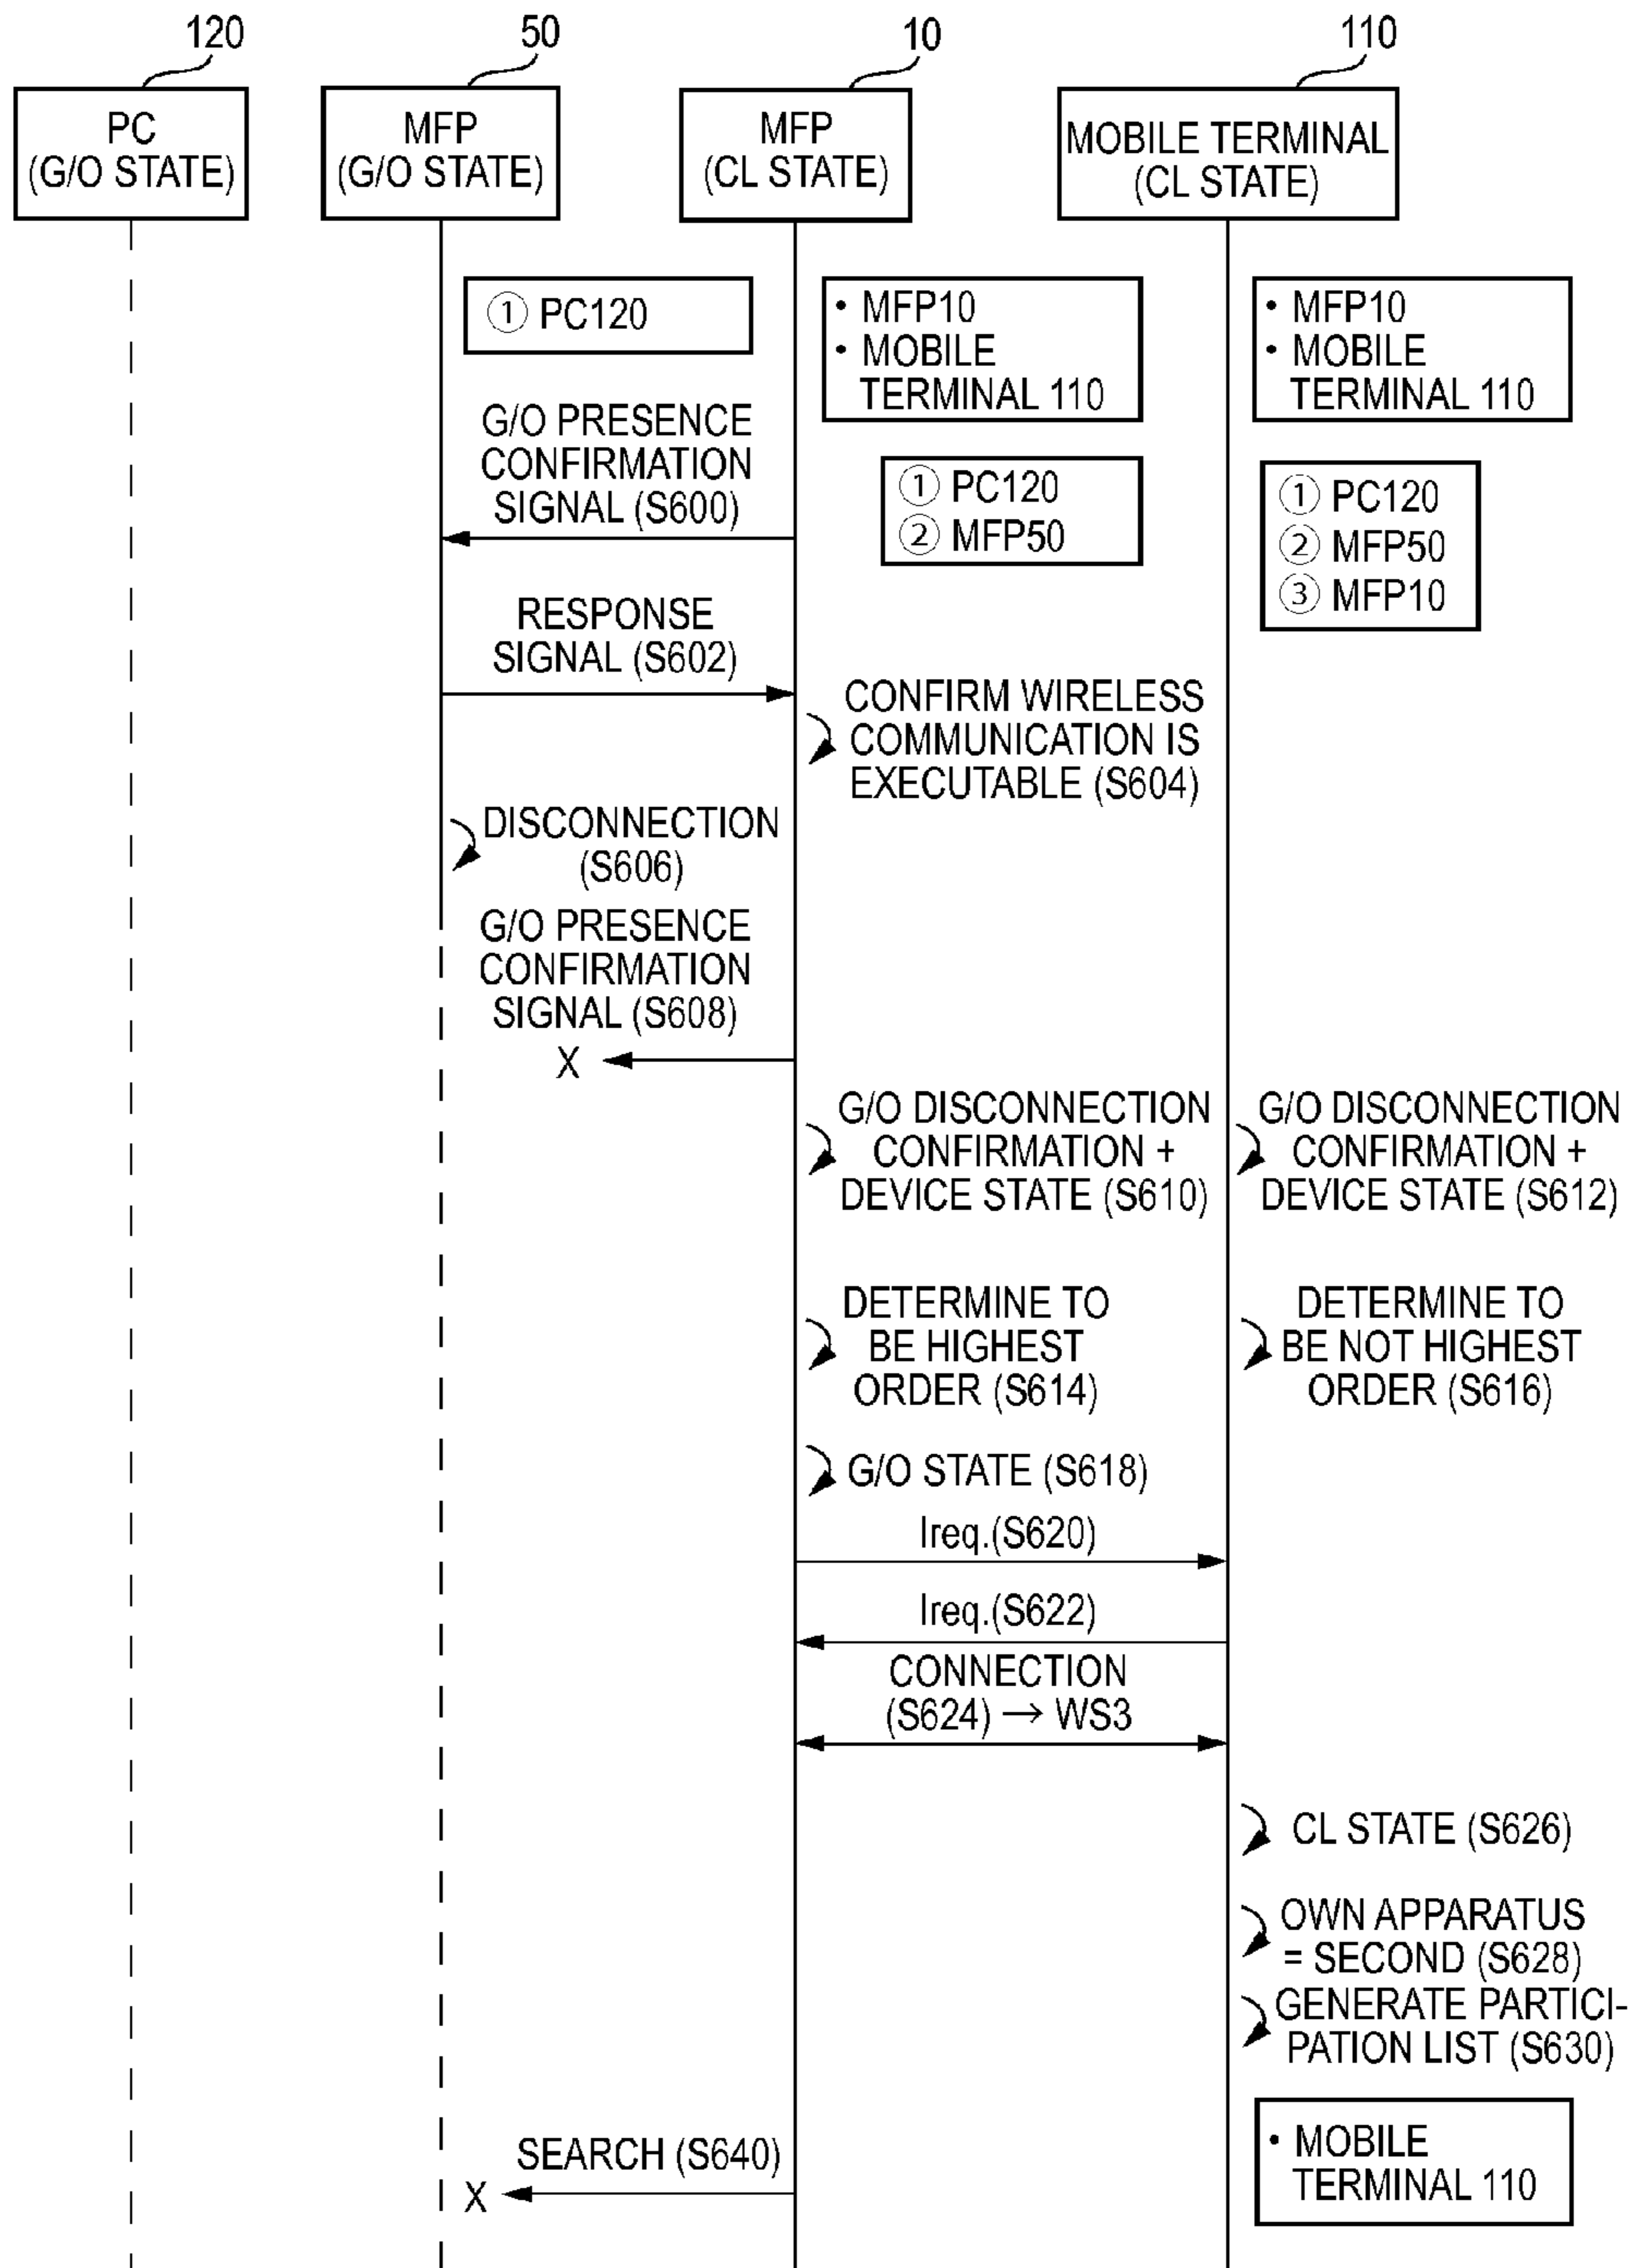 120
50
10
110
PC
(G/O STATE)
MFP
(G/O STATE)
MFP
(CL STATE)
MOBILE TERMINAL
(CL STATE)
① PC120
• MFP10
• MOBILE
TERMINAL 110
• MFP10
• MOBILE
TERMINAL 110
G/O PRESENCE
CONFIRMATION
SIGNAL (S600)
① PC120
② MFP50
① PC120
② MFP50
③ MFP10
RESPONSE
SIGNAL (S602)
CONFIRM WIRELESS
COMMUNICATION IS
EXECUTABLE (S604)
DISCONNECTION
(S606)
G/O PRESENCE
CONFIRMATION
SIGNAL (S608)
X
G/O DISCONNECTION
CONFIRMATION +
DEVICE STATE (S610)
G/O DISCONNECTION
CONFIRMATION +
DEVICE STATE (S612)
DETERMINE TO
BE HIGHEST
ORDER (S614)
DETERMINE TO
BE NOT HIGHEST
ORDER (S616)
G/O STATE (S618)
Ireq.(S620)
Ireq.(S622)
CONNECTION
(S624) → WS3
CL STATE (S626)
OWN APPARATUS
= SECOND (S628)
GENERATE PARTICI-
PATION LIST (S630)
• MOBILE
TERMINAL 110
SEARCH (S640)
X